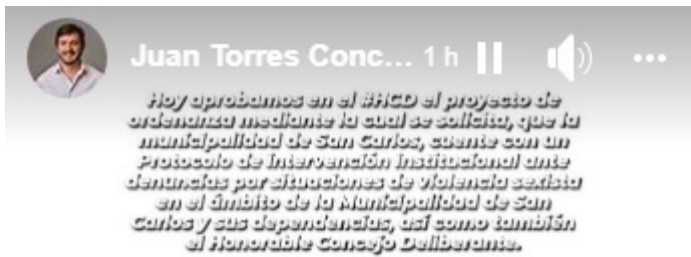 Juan Torres Conc... 1 h
Hoy aprobamos en el #HCD el proyecto de
ordenanza mediante la cual se solicita, que la
municipalidad de San Carlos, cuente con un
Protocolo de intervención institucional ante
denuncias por situaciones de violencia sexista
en el ámbito de la Municipalidad de San
Carlos y sus dependencias, así como también
el Honorable Concejo Deliberante.